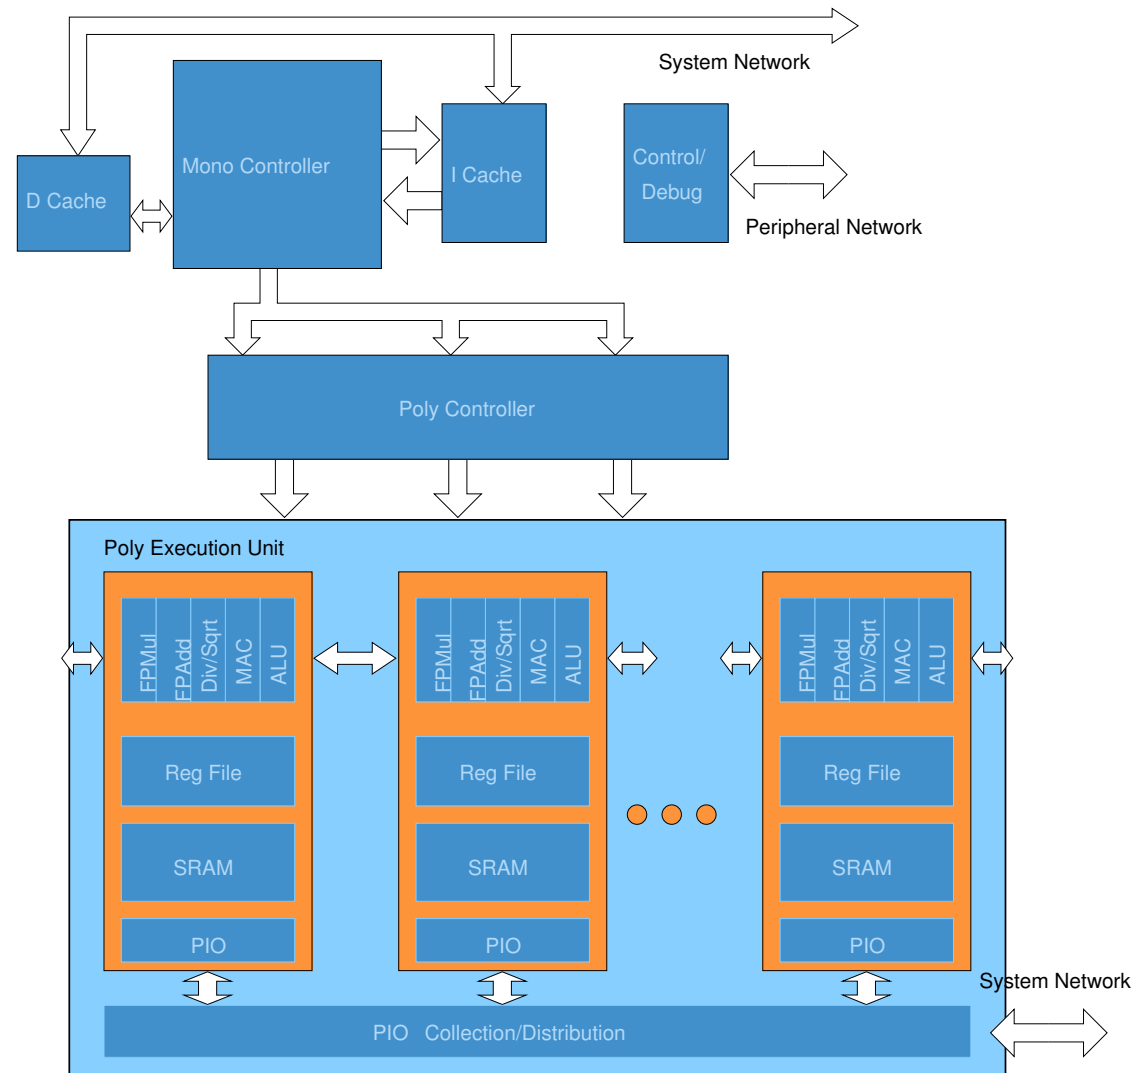 System Network
Mono Controller
I Cache
D Cache
Control/
Debug
Peripheral Network
Poly Controller
Poly Execution Unit
FPMul
FPAdd
Div/Sqrt
MAC
ALU
FPMul
FPAdd
Div/Sqrt
MAC
ALU
FPMul
FPAdd
Div/Sqrt
MAC
ALU
Reg File
Reg File
Reg File
SRAM
SRAM
SRAM
PIO
PIO
PIO
System Network
PIO Collection/Distribution